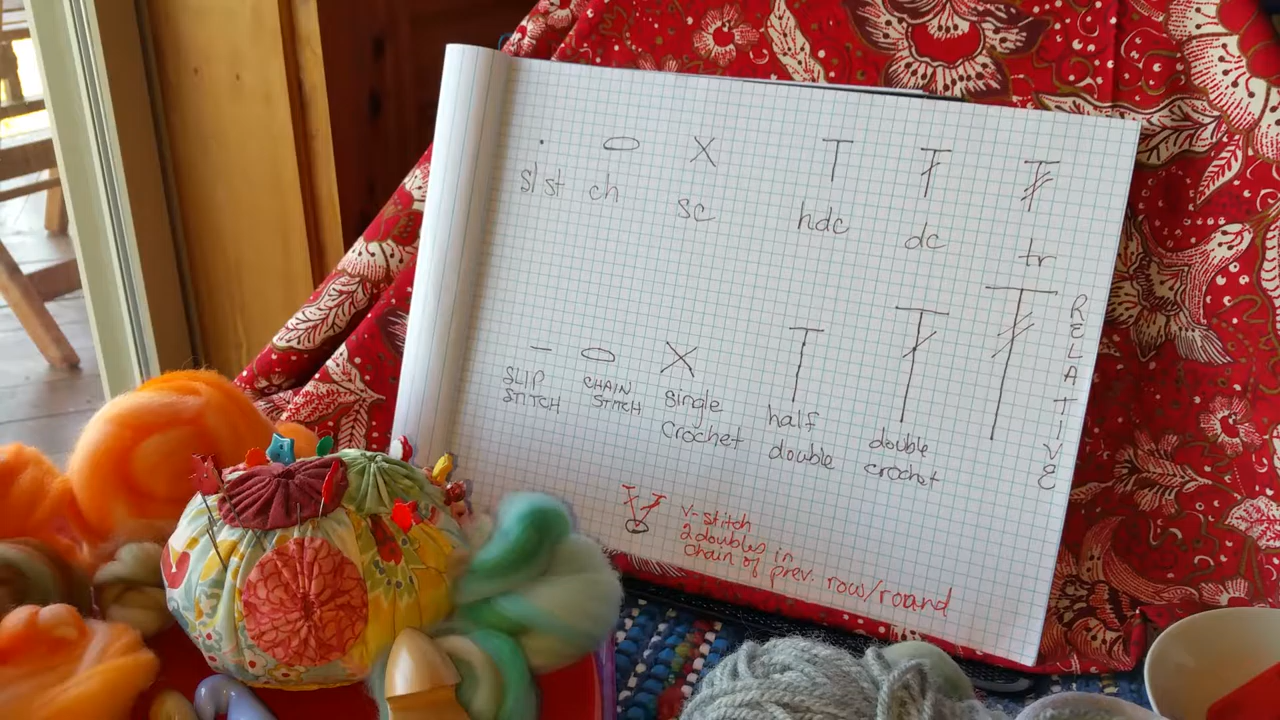 sl st ch sc hdc dc tr
SLIP STITCH
CHAIN STITCH
single crochet
half double
double crochet
RELATIVE
v-stitch
2 doubles in
chain of prev. row/roand